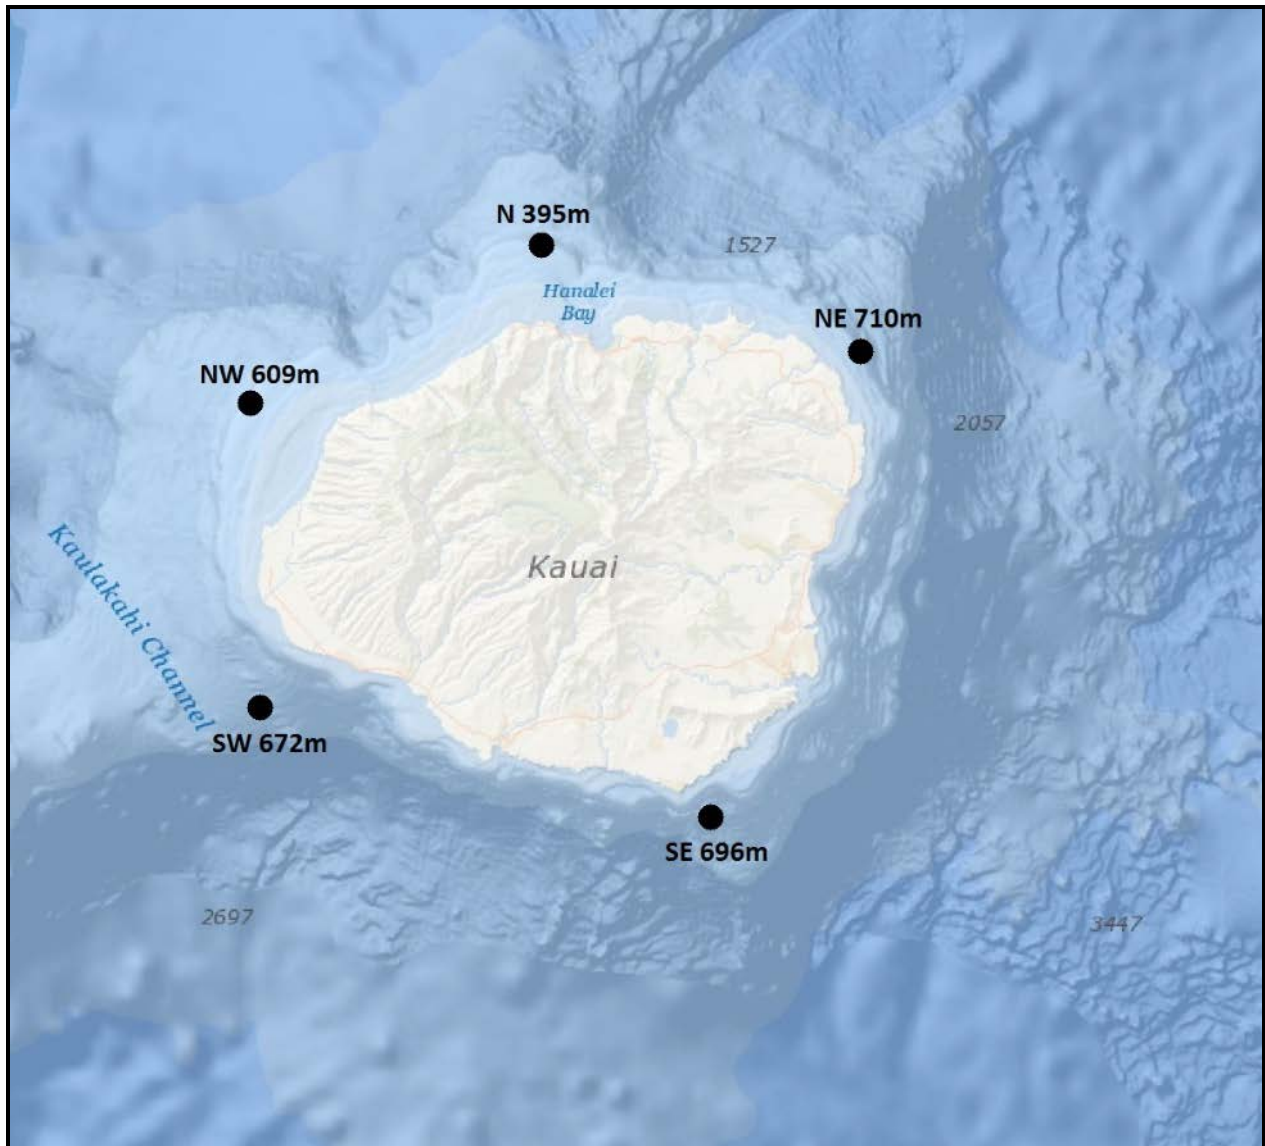 N 395m
1527
Hanalei
Bay
NE 710m
NW 609m
2057
Kauai
Kaulakahi Channel
SW 672m
SE 696m
2697
3447